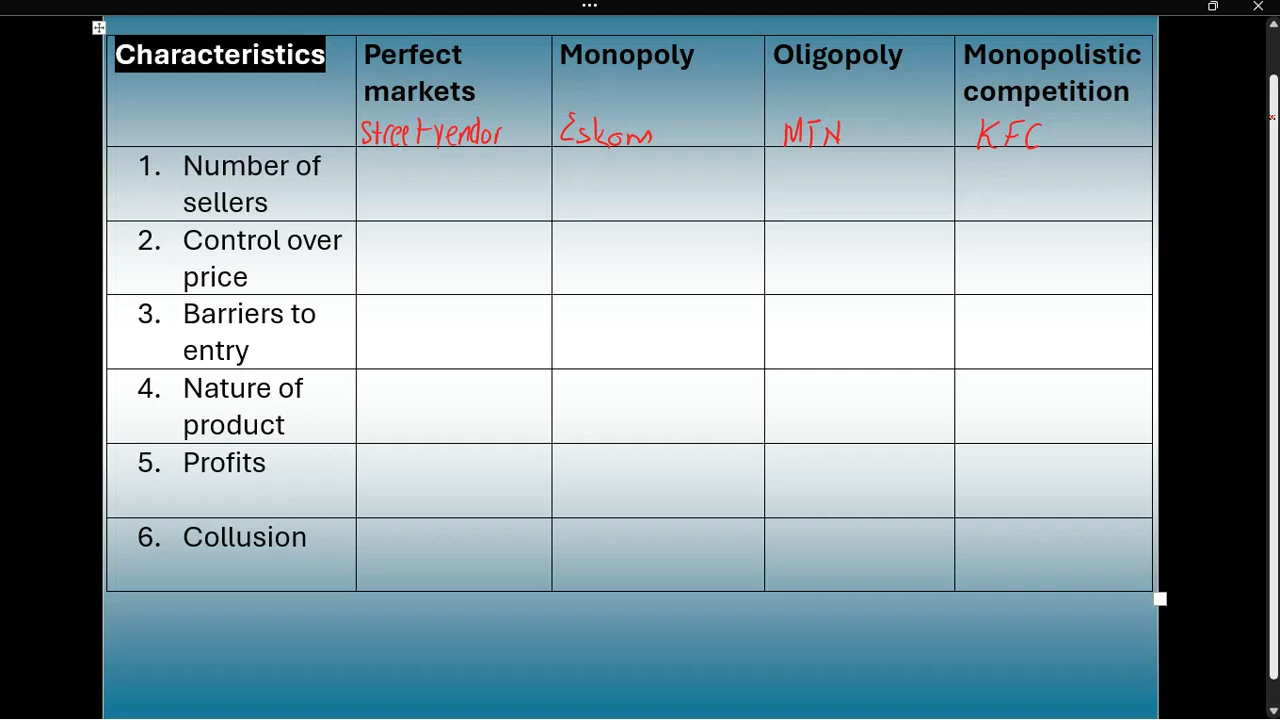 Characteristics
Perfect markets
Street vendor
Monopoly
Eskom
Oligopoly
MTN
Monopolistic competition
KFC
1. Number of sellers
2. Control over price
3. Barriers to entry
4. Nature of product
5. Profits
6. Collusion